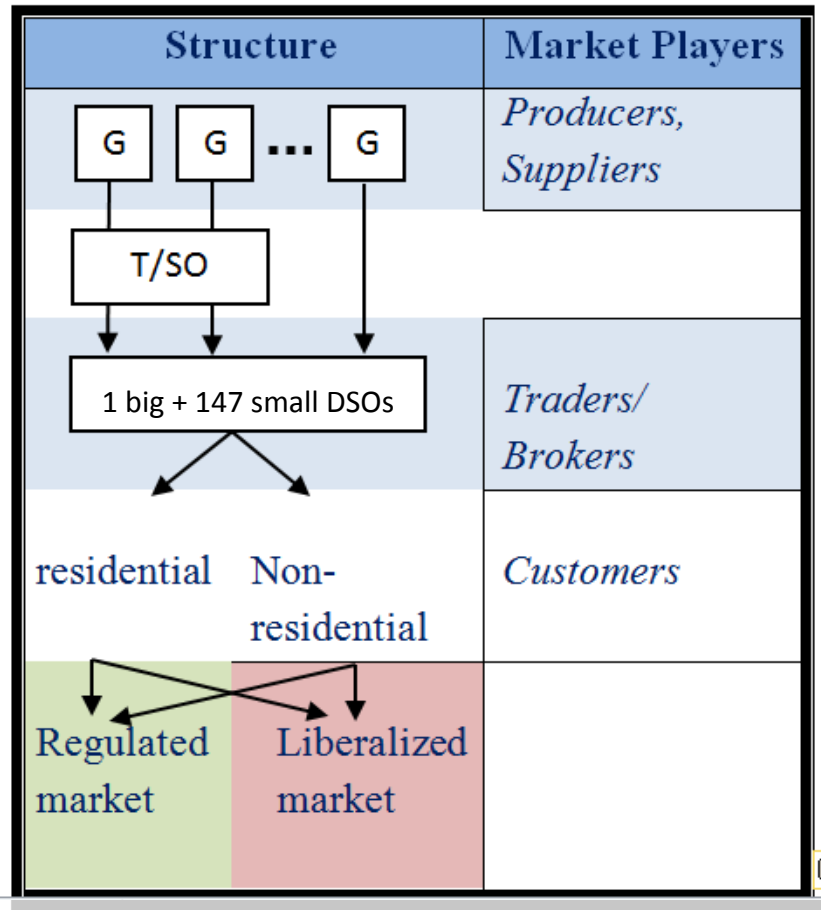 Structure
Market Players
G
G
...
G
Producers,
Suppliers
T/SO
1 big + 147 small DSOs
Traders/
Brokers
residential
Non-
residential
Customers
Regulated
market
Liberalized
market